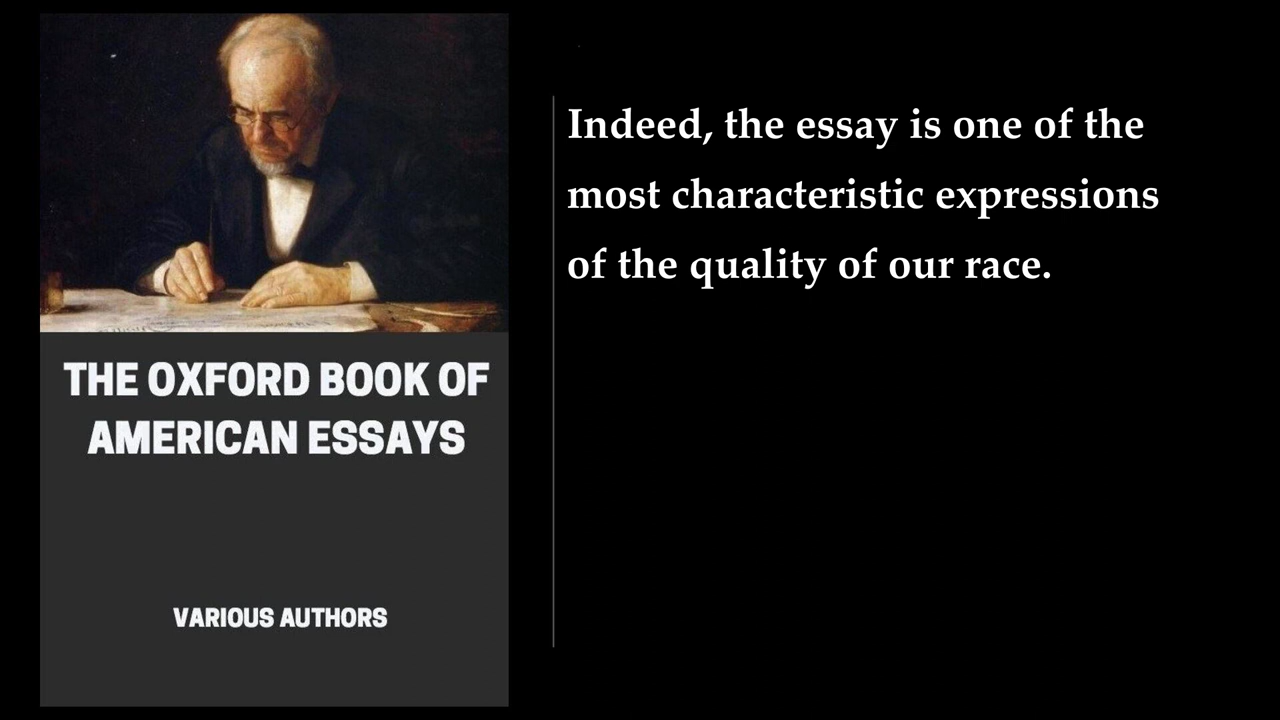 THE OXFORD BOOK OF
AMERICAN ESSAYS
VARIOUS AUTHORS
Indeed, the essay is one of the
most characteristic expressions
of the quality of our race.